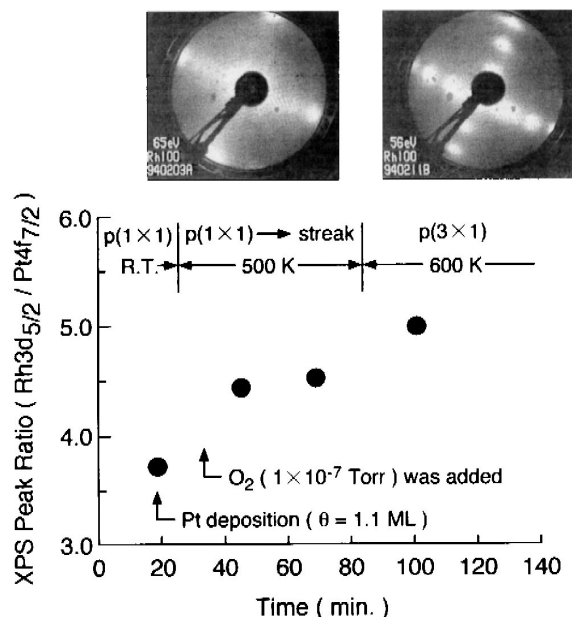 65eV
Rh100
940203A
56eV
Rh100
940211B
XPS Peak Ratio ( Rh3d5/2 / Pt4f7/2 )
6.0
5.0
4.0
3.0
p(1×1) p(1×1) → streak p(3×1)
R.T. 500 K 600 K
O2 ( 1×10-7 Torr ) was added
Pt deposition ( θ = 1.1 ML )
0 20 40 60 80 100 120 140
Time ( min. )